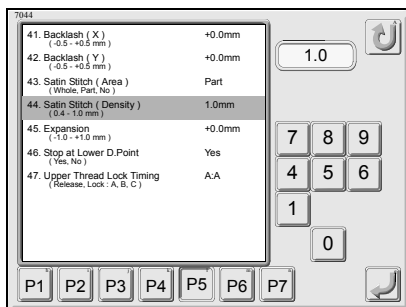 7044
41. Backlash ( X ) +0.0mm
( -0.5 - +0.5 mm )
42. Backlash ( Y ) +0.0mm
( -0.5 - +0.5 mm )
43. Satin Stitch ( Area ) Part
( Whole, Part, No )
44. Satin Stitch ( Density ) 1.0mm
( 0.4 - 1.0 mm )
45. Expansion +0.0mm
( -1.0 - +1.0 mm )
46. Stop at Lower D.Point Yes
( Yes, No )
47. Upper Thread Lock Timing A:A
( Release, Lock : A, B, C )
1.0
7 8 9
4 5 6
1
0
P1 P2 P3 P4 P5 P6 P7